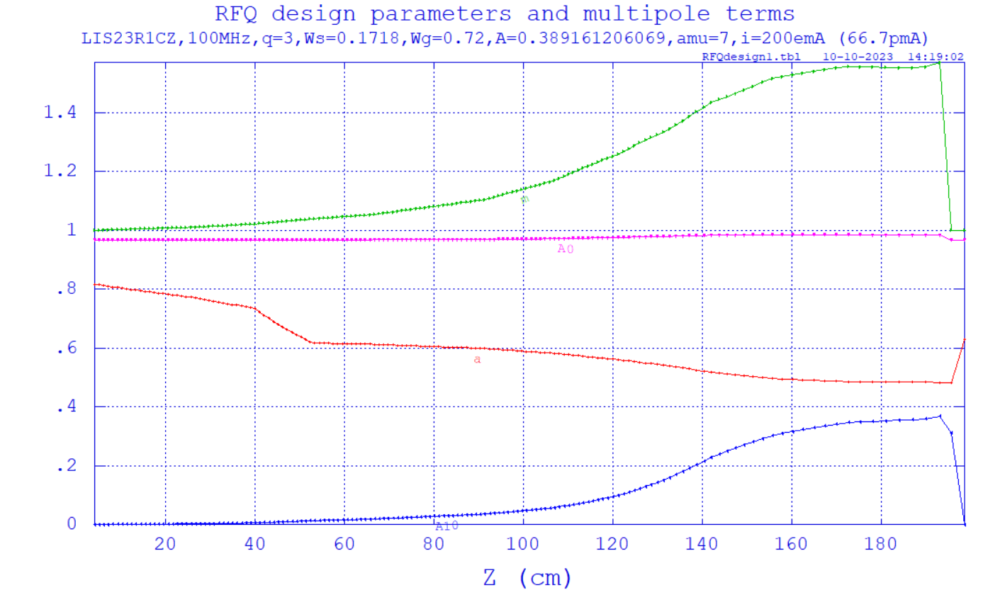 RFQ design parameters and multipole terms
LIS23R1CZ,100MHz,q=3,Ws=0.1718,Wg=0.72,A=0.389161206069,amu=7,i=200emA (66.7pmA)
RFQdesign1.tbl 10-10-2023 14:19:02
1.4
1.2
m
1
A0
.8
.6
a
.4
.2
0
A10
20 40 60 80 100 120 140 160 180
Z (cm)